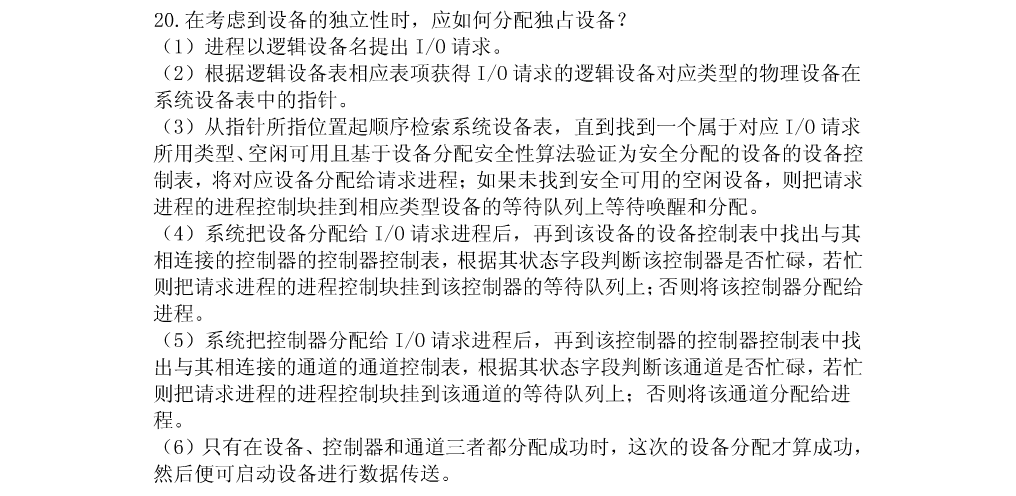 20.在考虑到设备的独立性时，应如何分配独占设备？
（1）进程以逻辑设备名提出 I/O 请求。
（2）根据逻辑设备表相应表项获得 I/O 请求的逻辑设备对应类型的物理设备在
系统设备表中的指针。
（3）从指针所指位置起顺序检索系统设备表，直到找到一个属于对应 I/O 请求
所用类型、空闲可用且基于设备分配安全性算法验证为安全分配的设备的设备控
制表，将对应设备分配给请求进程；如果未找到安全可用的空闲设备，则把请求
进程的进程控制块挂到相应类型设备的等待队列上等待唤醒和分配。
（4）系统把设备分配给 I/O 请求进程后，再到该设备的设备控制表中找出与其
相连接的控制器的控制器控制表，根据其状态字段判断该控制器是否忙碌，若忙
则把请求进程的进程控制块挂到该控制器的等待队列上；否则将该控制器分配给
进程。
（5）系统把控制器分配给 I/O 请求进程后，再到该控制器的控制器控制表中找
出与其相连接的通道的通道控制表，根据其状态字段判断该通道是否忙碌，若忙
则把请求进程的进程控制块挂到该通道的等待队列上；否则将该通道分配给进
程。
（6）只有在设备、控制器和通道三者都分配成功时，这次的设备分配才算成功，
然后便可启动设备进行数据传送。